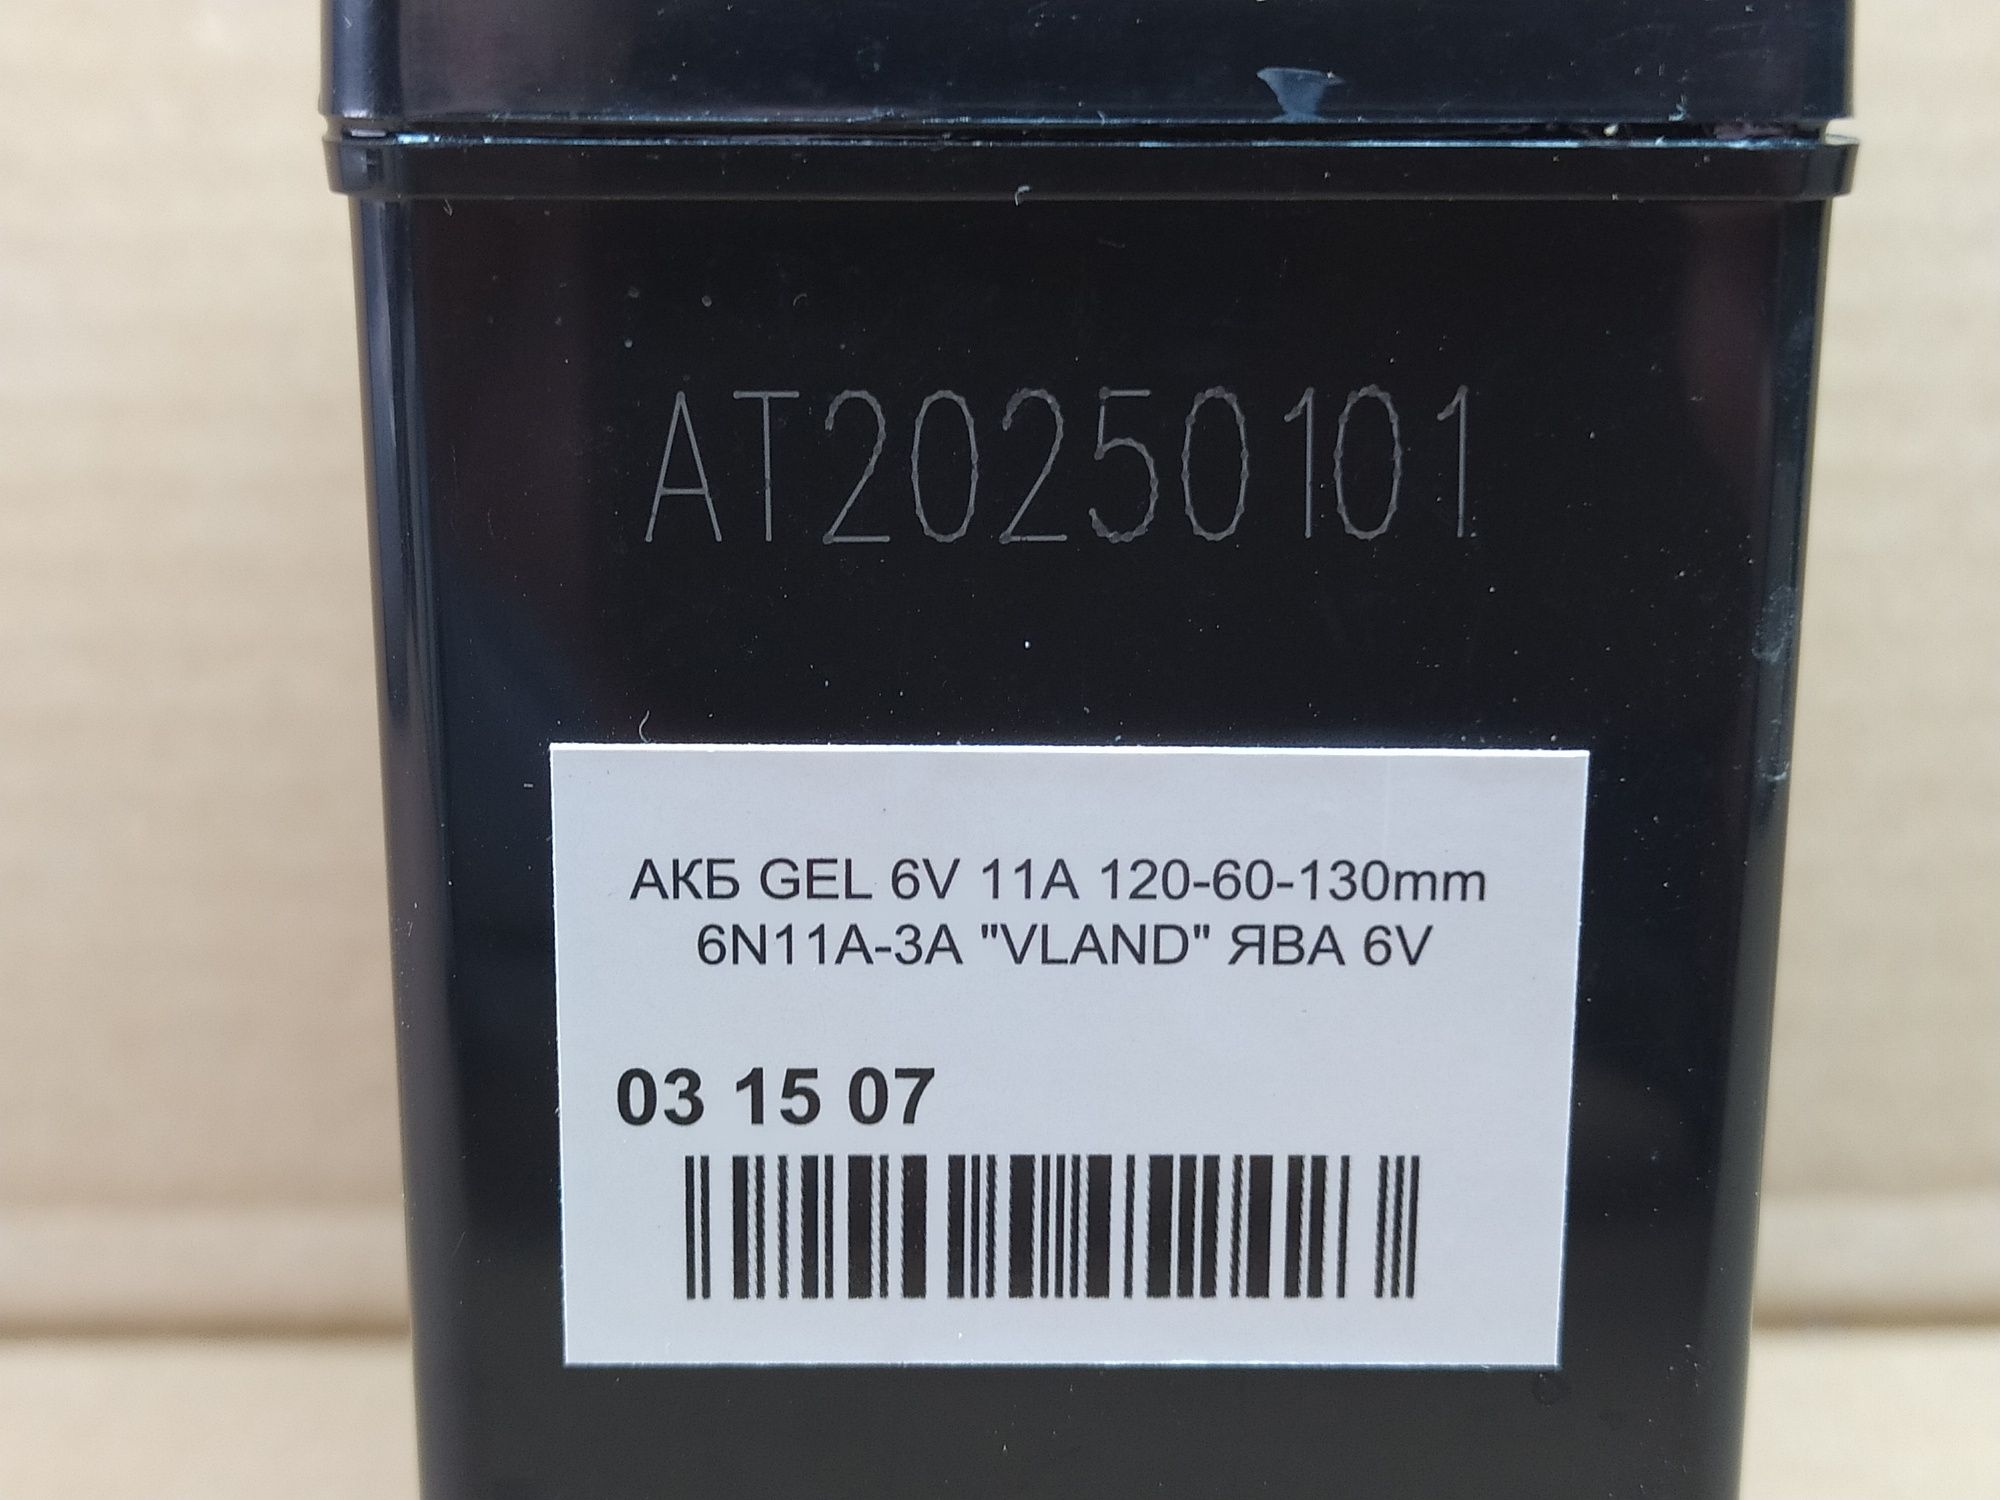 AT20250101
АКБ GEL 6V 11A 120-60-130mm
6N11A-3A "VLAND" ЯВА 6V
03 15 07